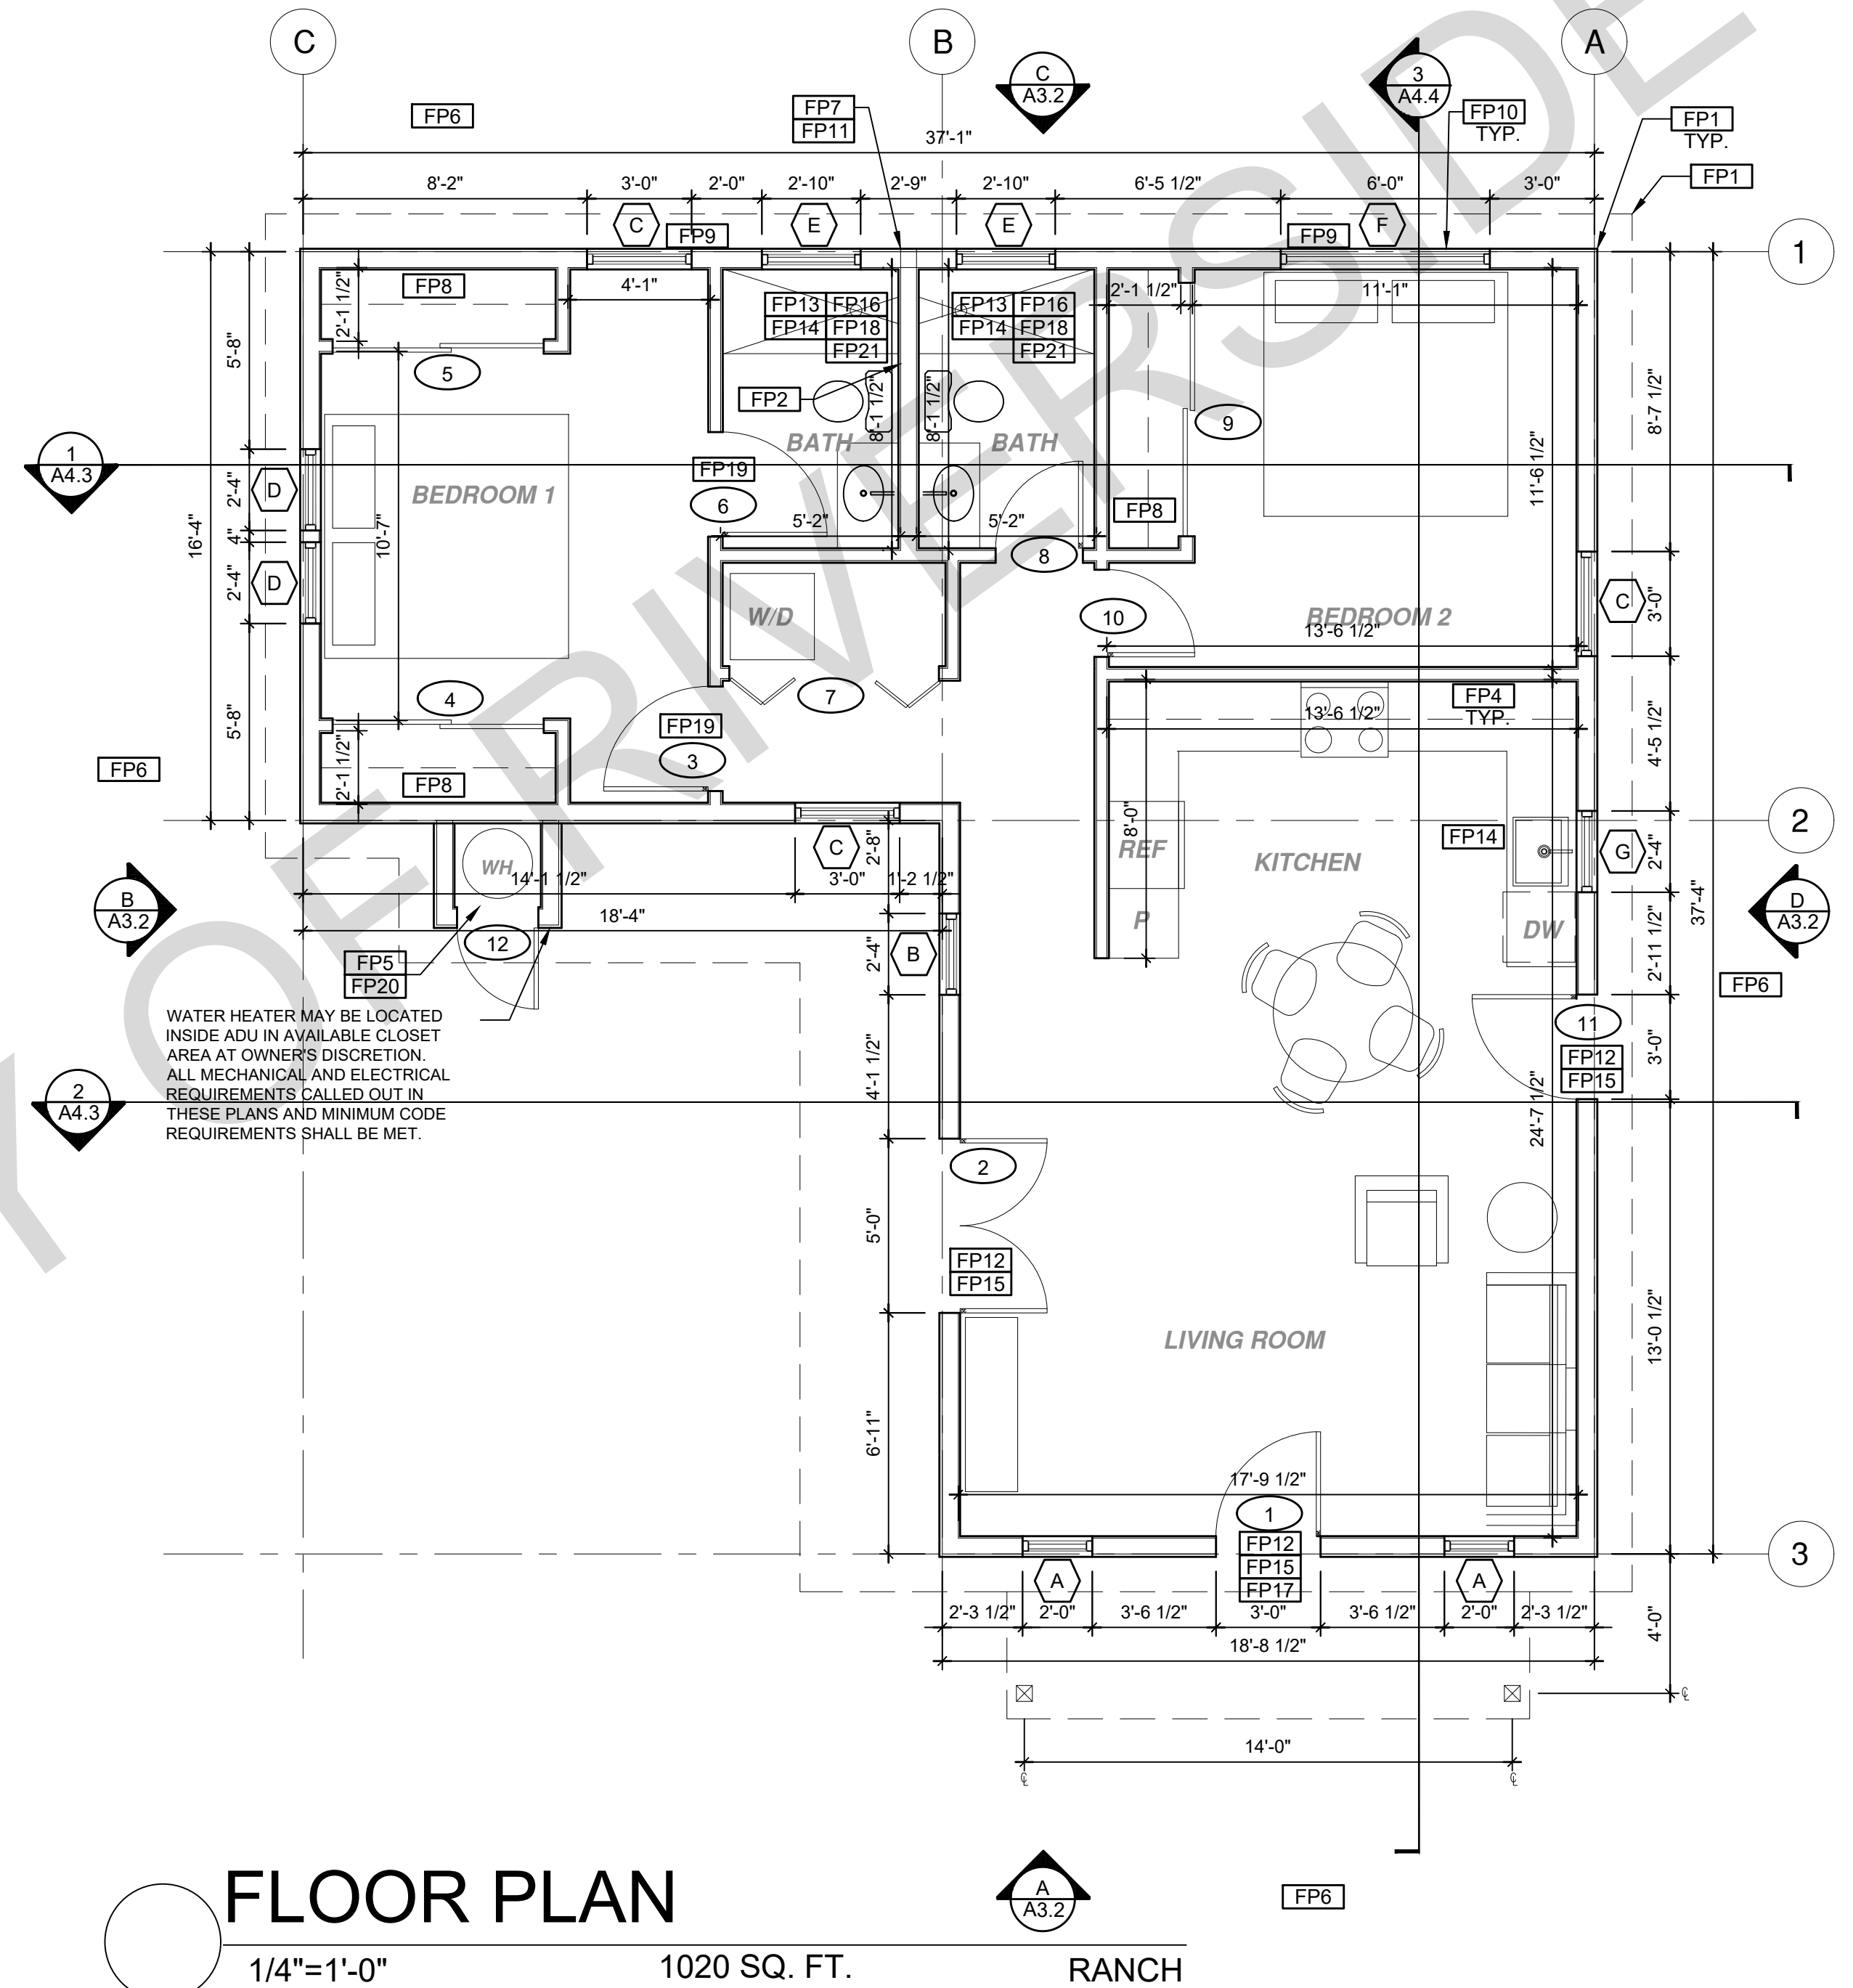 C
B
A
C
A3.2
3
A4.4
FP6
FP7
FP11
FP10
TYP.
FP1
TYP.
FP1
37'-1"
8'-2"
3'-0"
2'-0"
2'-10"
2'-9"
2'-10"
6'-5 1/2"
6'-0"
3'-0"
C
FP9
E
E
FP9
F
1
FP8
4'-1"
FP13 FP16
FP14 FP18
FP21
FP13 FP16
FP14 FP18
FP21
2'-1 1/2"
11'-1"
2'-1 1/2"
5'-8"
5
FP2
8'-1 1/2"
8'-1 1/2"
9
8'-7 1/2"
BATH
BATH
1
A4.3
D
2'-4"
BEDROOM 1
FP19
6
11'-6 1/2"
FP8
16'-4"
4"
10'-7"
5'-2"
5'-2"
8
D
2'-4"
W/D
10
BEDROOM 2
13'-6 1/2"
C
3'-0"
4
7
FP4
TYP.
13'-6 1/2"
5'-8"
FP19
3
4'-5 1/2"
FP6
2'-1 1/2"
FP8
2
C
2'-8"
8'-0"
REF
KITCHEN
FP14
G
2'-4"
WH
14'-1 1/2"
3'-0"
1'-2 1/2"
B
A3.2
18'-4"
P
DW
D
A3.2
37'-4"
12
B
2'-4"
2'-11 1/2"
FP5
FP20
FP6
WATER HEATER MAY BE LOCATED
INSIDE ADU IN AVAILABLE CLOSET
AREA AT OWNER'S DISCRETION.
ALL MECHANICAL AND ELECTRICAL
REQUIREMENTS CALLED OUT IN
THESE PLANS AND MINIMUM CODE
REQUIREMENTS SHALL BE MET.
11
FP12
FP15
3'-0"
4'-1 1/2"
2
A4.3
24'-7 1/2"
2
5'-0"
FP12
FP15
LIVING ROOM
13'-0 1/2"
6'-11"
17'-9 1/2"
1
FP12
FP15
FP17
3
A
A
2'-3 1/2"
2'-0"
3'-6 1/2"
3'-0"
3'-6 1/2"
2'-0"
2'-3 1/2"
4'-0"
18'-8 1/2"
14'-0"
A
A3.2
FP6
FLOOR PLAN
1/4"=1'-0"
1020 SQ. FT.
RANCH
Y OF RIVERSIDE